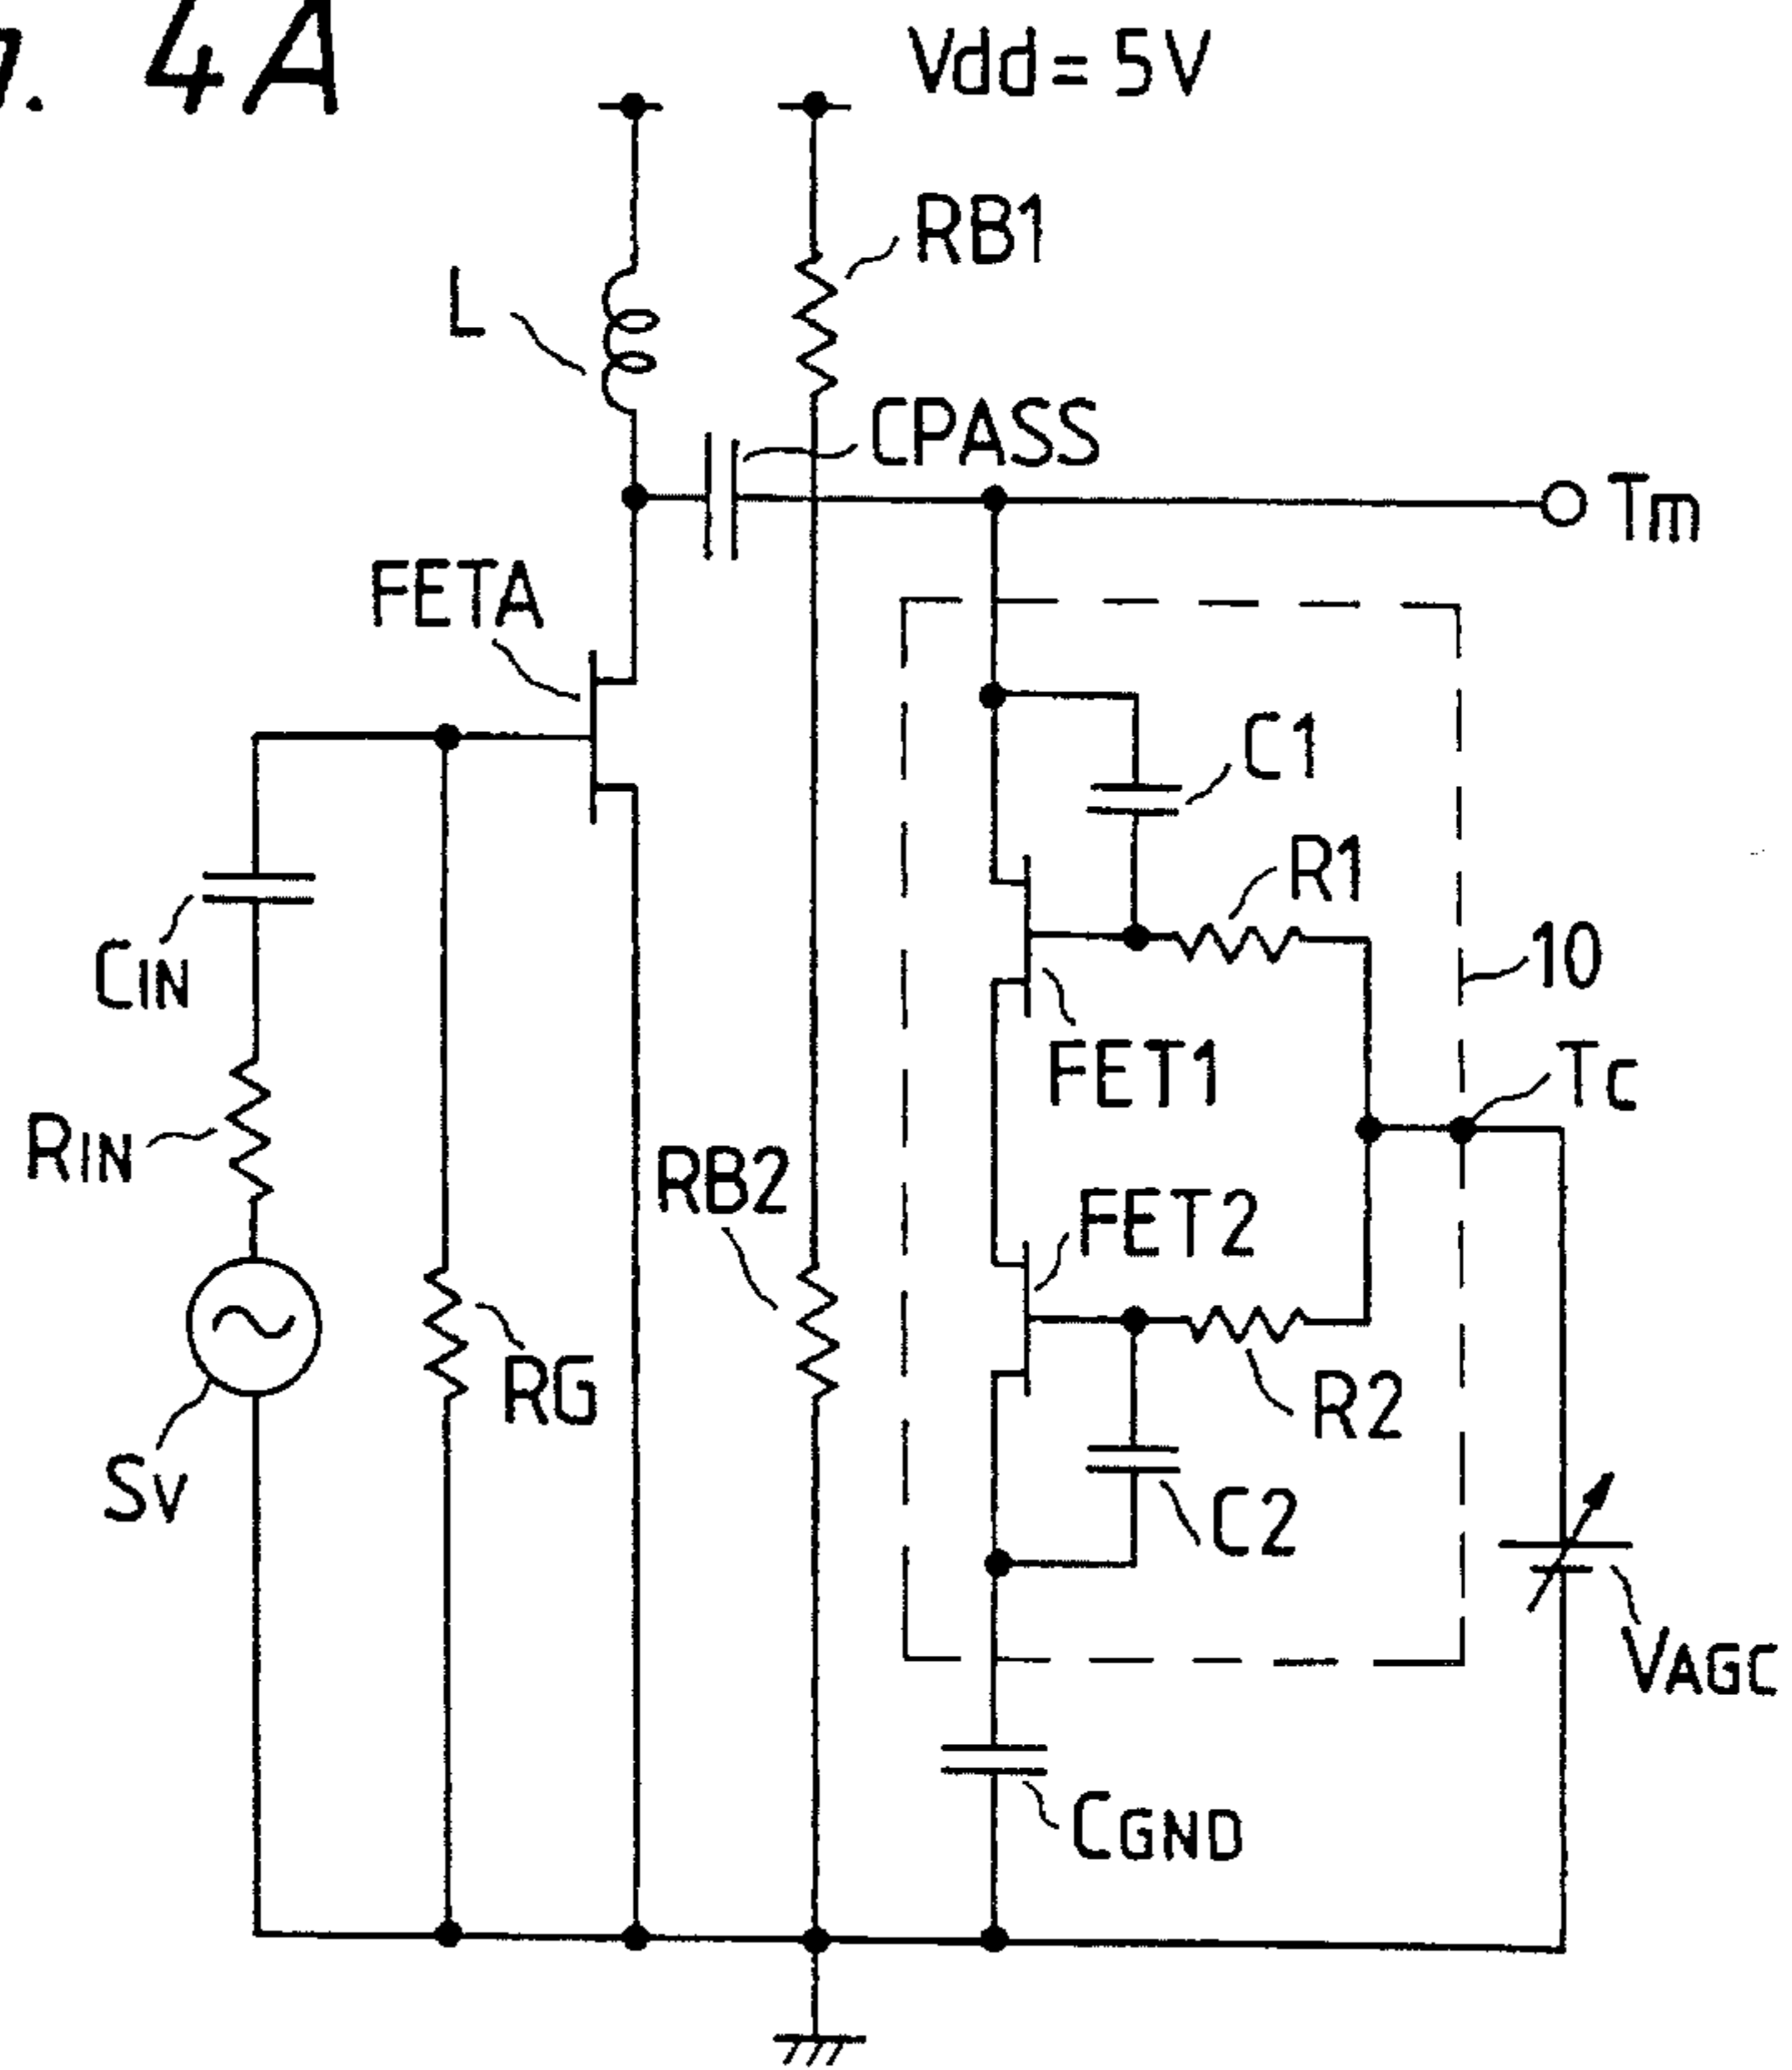 . 4A
Vdd=5V
RB1
L
CPASS
Tm
FETA
C1
R1
CIN
10
FET1
Tc
RIN
RB2
FET2
RG
R2
SV
C2
VAGC
CGND